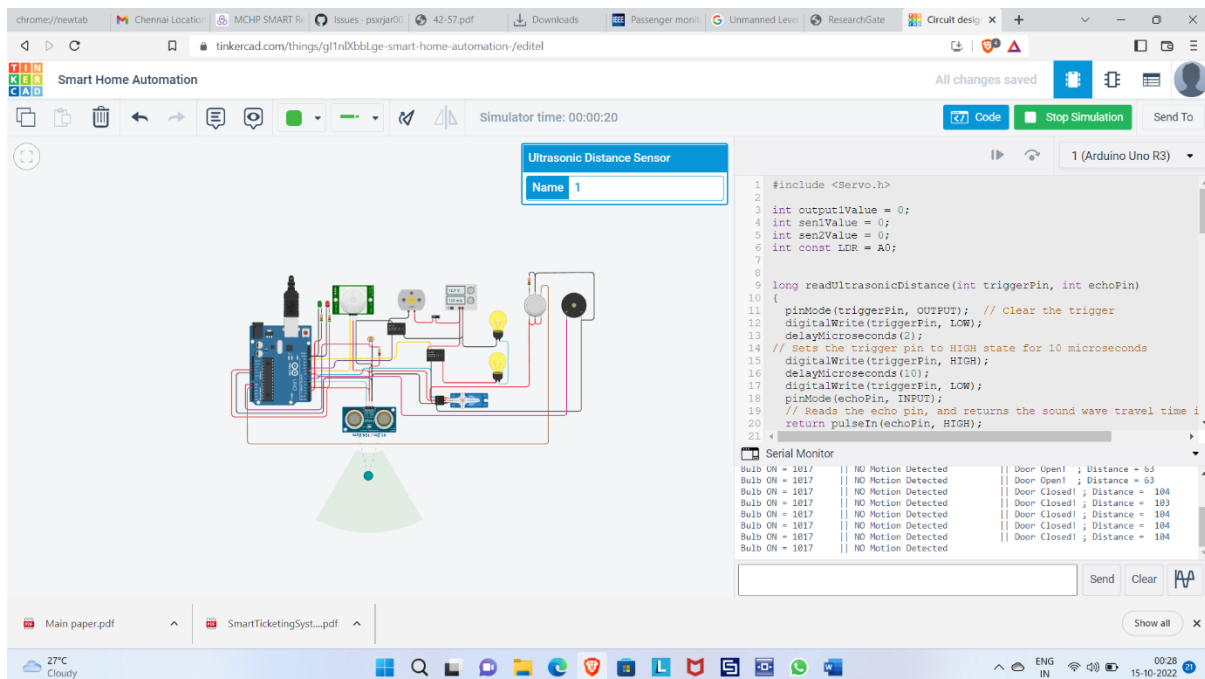 chrome://newtab
Chennai Location
MCHP SMART Re
Issues · psxrjar00
42-57.pdf
Downloads
IEEE Passenger monit
Unmanned Level
ResearchGate
Circuit desig
tinkercad.com/things/gI1nlXbbLge-smart-home-automation-/editel
TIN
KER
CAD
Smart Home Automation
All changes saved
Simulator time: 00:00:20
Code
Stop Simulation
Send To
Ultrasonic Distance Sensor
Name 1
1 (Arduino Uno R3)
1 #include <Servo.h>
2
3 int output1Value = 0;
4 int sen1Value = 0;
5 int sen2Value = 0;
6 int const LDR = A0;
7
8
9 long readUltrasonicDistance(int triggerPin, int echoPin)
10 {
11 pinMode(triggerPin, OUTPUT); // Clear the trigger
12 digitalWrite(triggerPin, LOW);
13 delayMicroseconds(2);
14 // Sets the trigger pin to HIGH state for 10 microseconds
15 digitalWrite(triggerPin, HIGH);
16 delayMicroseconds(10);
17 digitalWrite(triggerPin, LOW);
18 pinMode(echoPin, INPUT);
19 // Reads the echo pin, and returns the sound wave travel time i
20 return pulseIn(echoPin, HIGH);
21
Serial Monitor
Bulb ON = 1017 || NO Motion Detected || Door Open! ; Distance = 63
Bulb ON = 1017 || NO Motion Detected || Door Open! ; Distance = 63
Bulb ON = 1017 || NO Motion Detected || Door Closed! ; Distance = 104
Bulb ON = 1017 || NO Motion Detected || Door Closed! ; Distance = 103
Bulb ON = 1017 || NO Motion Detected || Door Closed! ; Distance = 104
Bulb ON = 1017 || NO Motion Detected || Door Closed! ; Distance = 104
Bulb ON = 1017 || NO Motion Detected || Door Closed! ; Distance = 104
Bulb ON = 1017 || NO Motion Detected
Send
Clear
Main paper.pdf
SmartTicketingSyst....pdf
Show all
27°C
Cloudy
ENG
IN
00:28
15-10-2022
21